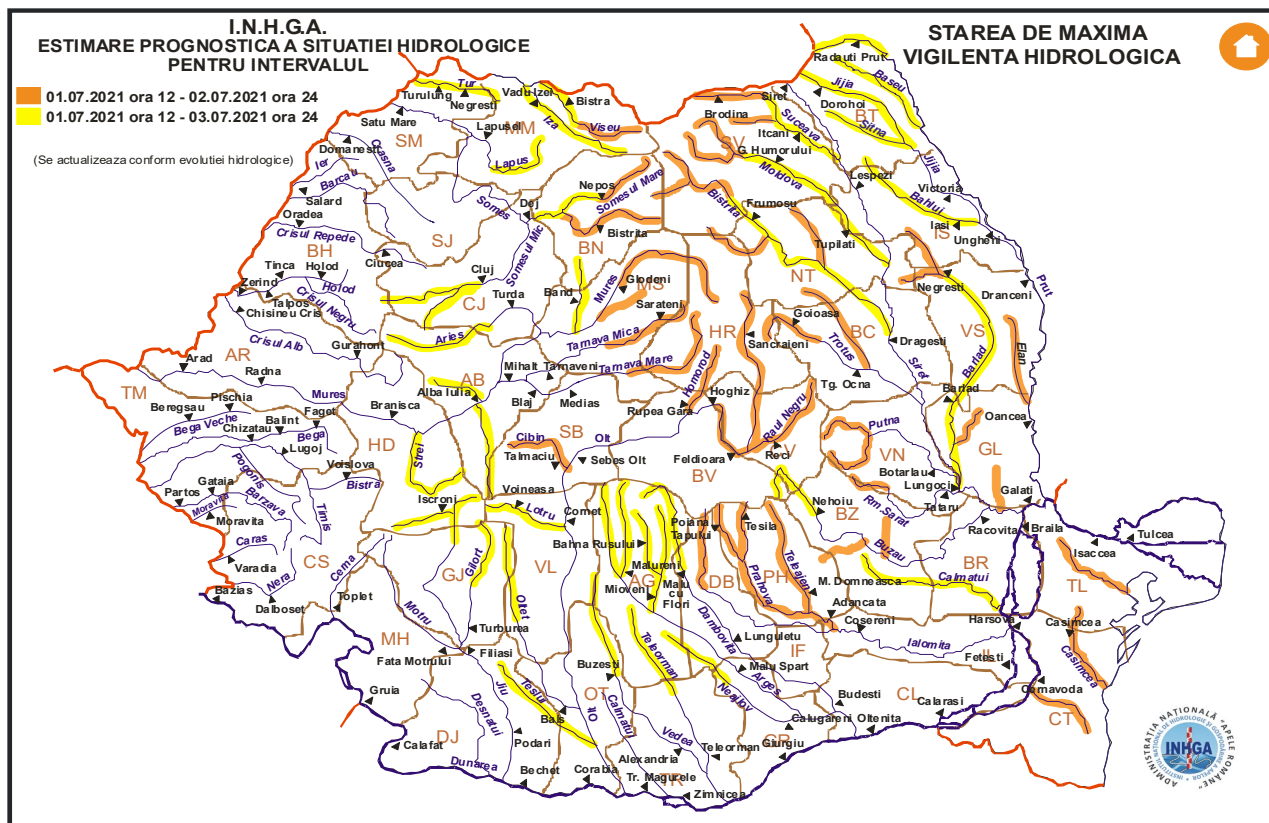 I.N.H.G.A.
ESTIMARE PROGNOSTICA A SITUATIEI HIDROLOGICE
PENTRU INTERVALUL
STAREA DE MAXIMA
VIGILENTA HIDROLOGICA
01.07.2021 ora 12 - 02.07.2021 ora 24
01.07.2021 ora 12 - 03.07.2021 ora 24
(Se actualizeaza conform evolutiei hidrologice)
Radauti Prut
Baseu
Jijia
Dorohoi
BT
Sitna
Siret
Suceava
Brodina
SV
Itcani
G. Humorului
Moldova
Lespezi
Jijia
Victoria
Bahlui
Iasi
IS
Ungheni
Tur
Turulung
Negresti
Vadu Izei
Bistra
Iza
Viseu
Satu Mare
SM
Lapusel
MM
Lapus
Domanesti
Crasna
Ier
Barcau
Salard
Somes
Dej
Nepos
Somesul Mare
Bistrita
Frumosu
Tupilati
Oradea
Crisul Repede
BH
SJ
Ciucea
Somesul Mic
BN
Bistrita
NT
Prut
Tinca
Holod
Holod
Zerind
Talpos
Crisul Negru
Chisineu Cris
Cluj
CJ
Turda
Band
Mures
Glodeni
MS
Sarateni
Negresti
Dranceni
VS
Crisul Alb
Gurahont
Aries
Tarnava Mica
HR
Sancraieni
Goioasa
BC
Trotus
Dragesti
Siret
Elan
Barlad
AR
Arad
Radna
TM
Mures
AB
Alba Iulia
Mihalt
Tarnaveni
Tarnava Mare
Blaj
Medias
Homorod
Rupea Gara
Hoghiz
Tg. Ocna
Barlad
Oancea
Pischia
Beregsau
Bega Veche
Faget
Balint
Chizatau
Bega
Lugoj
Branisca
HD
Strei
SB
Cibin
Olt
Talmaciu
Sebes Olt
Raul Negru
Reci
Feldioara
BV
Putna
VN
GL
Botarlau
Lungoci
Voislova
Bistra
Pogonis
Gataia
Partos
Moravita
Barzava
Moravita
Timis
Iscroni
Voineasa
Lotru
Cornet
Nehoiu
BZ
Rm Sarat
Tataru
Galati
Racovita
Braila
Poiana
Tapului
Tesila
Buzau
Isaccea
Tulcea
Caras
Varadia
CS
Nera
Bazias
Dalboset
Cerna
Toplet
GJ
Gilort
VL
Oltet
Bahna Rusului
Malureni
AG
Mioveni
Malu
cu
Flori
DB
PH
Prahova
Teleajen
M. Domneasca
Adancata
BR
Calmatui
TL
Motru
MH
Turburea
Filiasi
Fata Motrului
Teleorman
Dambovita
Lunguletu
IF
Cosereni
Ialomita
Harsova
Casimcea
Casimcea
Fetesti
IL
Gruia
Jiu
Desnatui
Teslui
Bals
Buzesti
OT
Olt
Calmatui
Neajlov
Malu Spart
Arges
Budesti
CL
Calarasi
Cernavoda
CT
Calafat
DJ
Podari
Dunarea
Bechet
Corabia
Vedea
Alexandria
Tr. Magurele
TR
Teleorman
Zimnicea
Calugareni
GR
Giurgiu
Oltenita
ADMINISTRAȚIA NAȚIONALĂ "APELE ROMÂNE"
INHGA